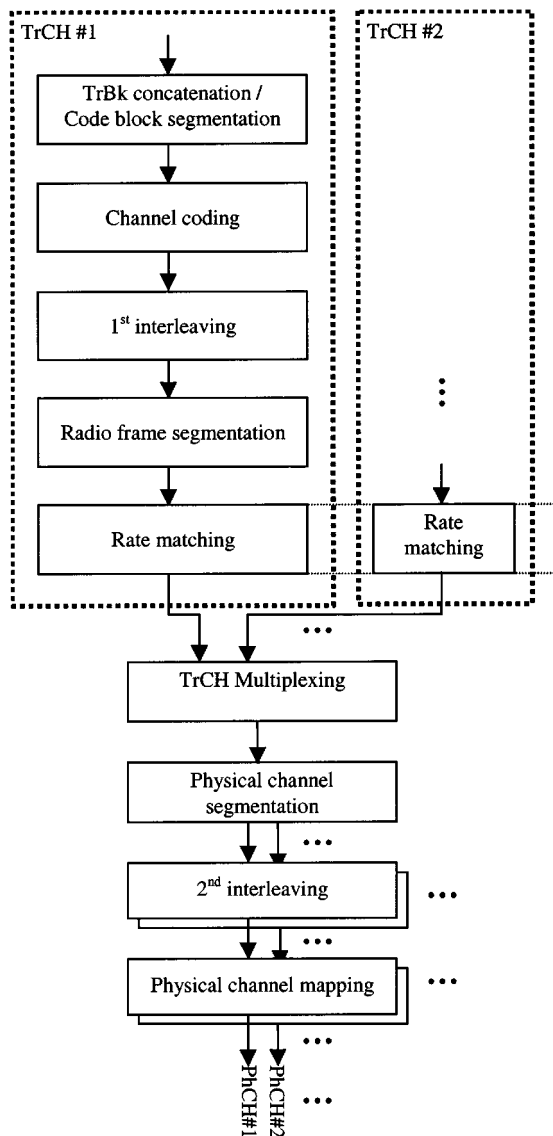 TrCH #1
TrCH #2
TrBk concatenation /
Code block segmentation
Channel coding
1st interleaving
Radio frame segmentation
Rate matching
Rate
matching
TrCH Multiplexing
Physical channel
segmentation
2nd interleaving
Physical channel mapping
PhCH#1
PhCH#2